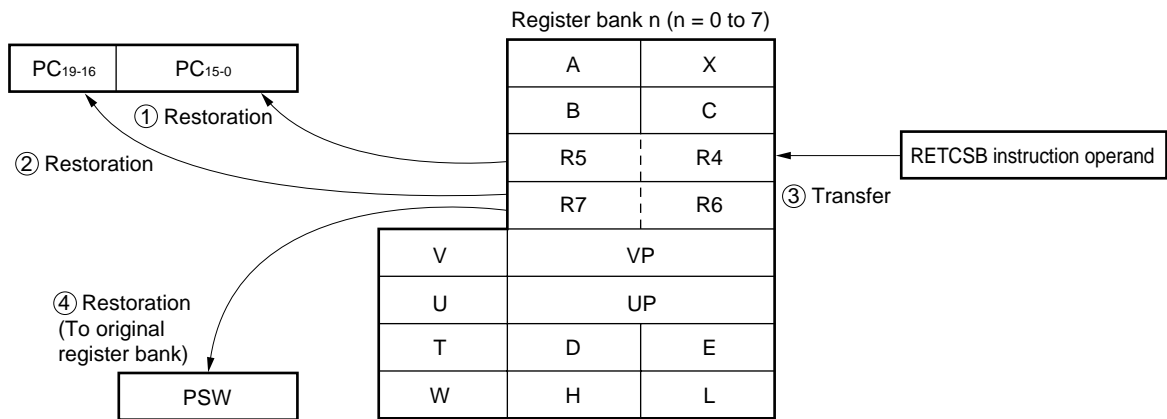 Register bank n (n = 0 to 7)
PC19-16 PC15-0
A X
① Restoration
B C
② Restoration
R5 R4
RETCSB instruction operand
③ Transfer
R7 R6
V VP
④ Restoration
(To original
register bank)
U UP
T D E
PSW
W H L